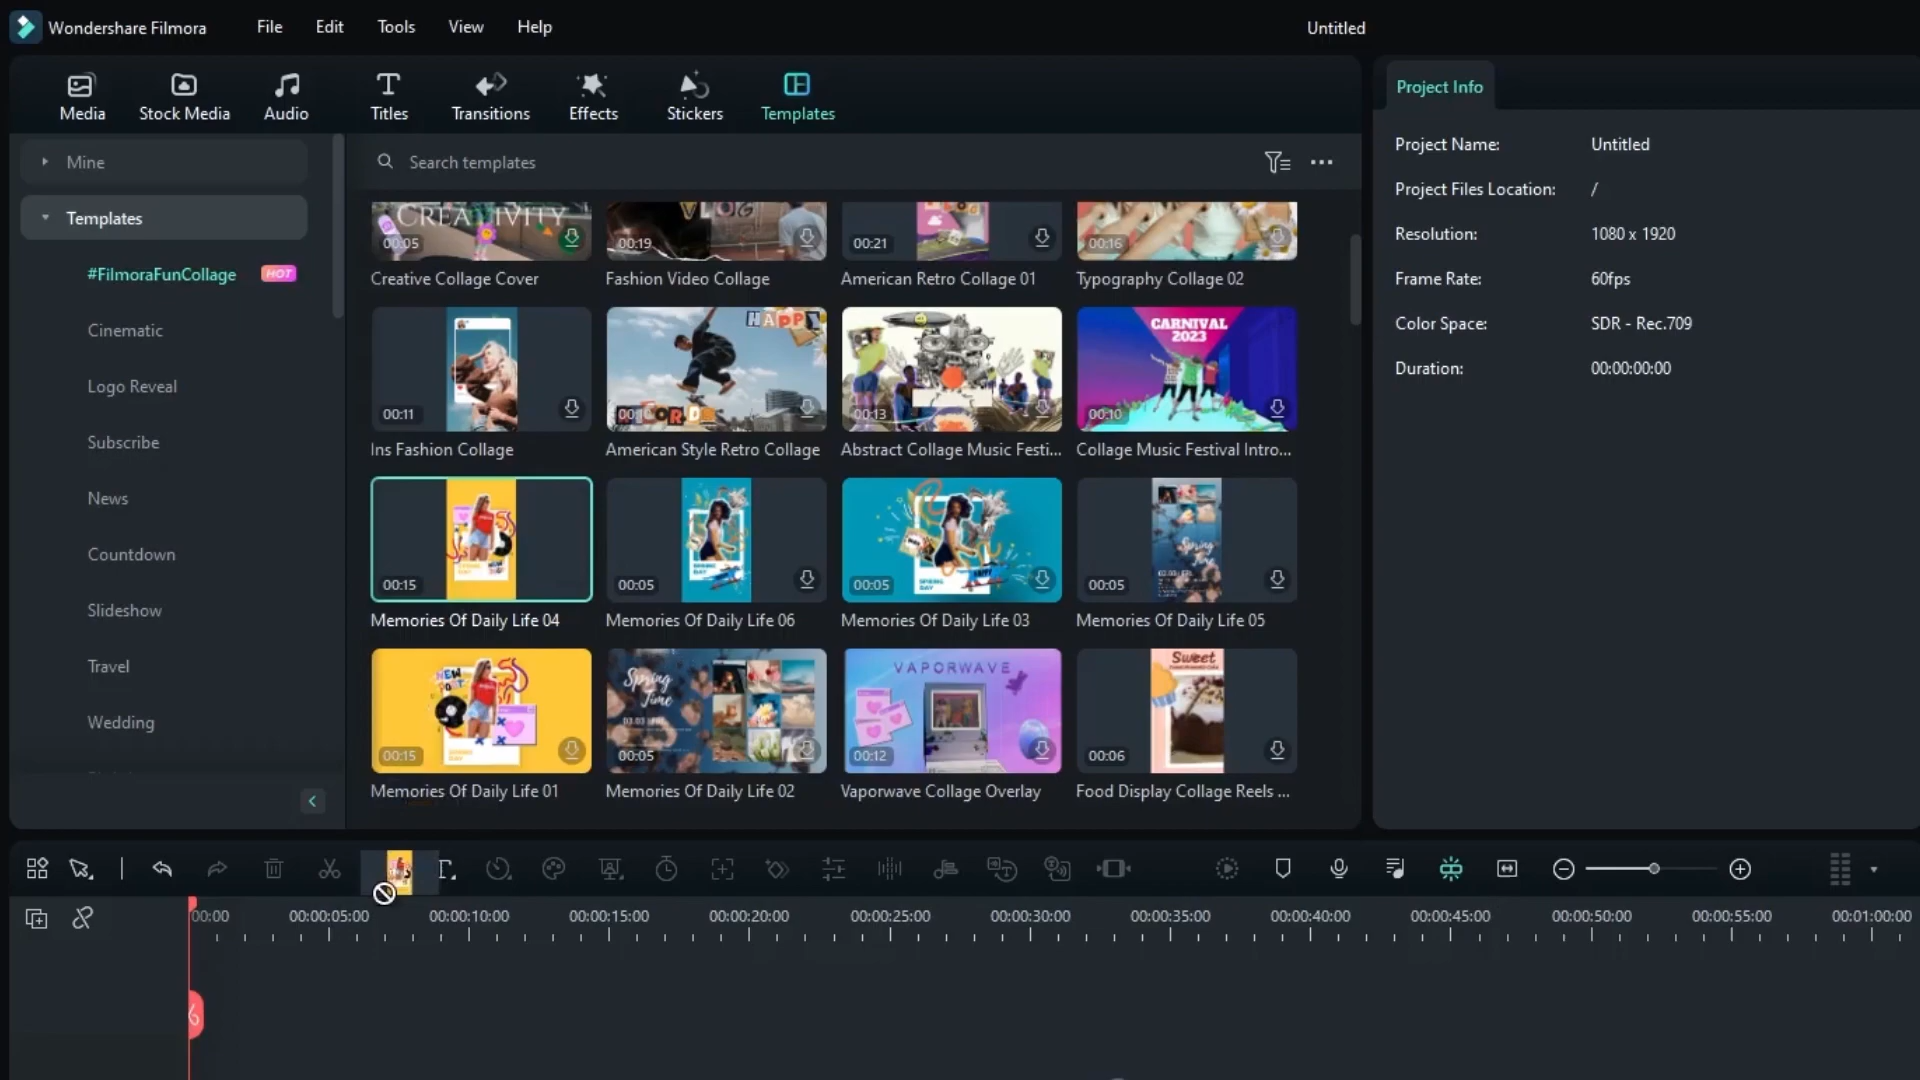 Wondershare Filmora
File
Edit
Tools
View
Help
Untitled
Media
Stock Media
Audio
Titles
Transitions
Effects
Stickers
Templates
Project Info
Mine
Search templates
Templates
#FilmoraFunCollage
HOT
Cinematic
Logo Reveal
Subscribe
News
Countdown
Slideshow
Travel
Wedding
CREATIVITY
00:05
00:19
00:21
00:16
Creative Collage Cover
Fashion Video Collage
American Retro Collage 01
Typography Collage 02
HAPPY
CARNIVAL
2023
00:11
00:13
00:10
Ins Fashion Collage
American Style Retro Collage
Abstract Collage Music Festi...
Collage Music Festival Intro...
SPRING
DAY
Spring
Time
00:15
00:05
00:05
00:05
Memories Of Daily Life 04
Memories Of Daily Life 06
Memories Of Daily Life 03
Memories Of Daily Life 05
NEW
Spring
Time
VAPORWAVE
Sweet
00:15
00:05
00:12
00:06
Memories Of Daily Life 01
Memories Of Daily Life 02
Vaporwave Collage Overlay
Food Display Collage Reels ...
Project Name:
Untitled
Project Files Location:
/
Resolution:
1080 x 1920
Frame Rate:
60fps
Color Space:
SDR - Rec.709
Duration:
00:00:00:00
00:00
00:00:05:00
00:00:10:00
00:00:15:00
00:00:20:00
00:00:25:00
00:00:30:00
00:00:35:00
00:00:40:00
00:00:45:00
00:00:50:00
00:00:55:00
00:01:00:00